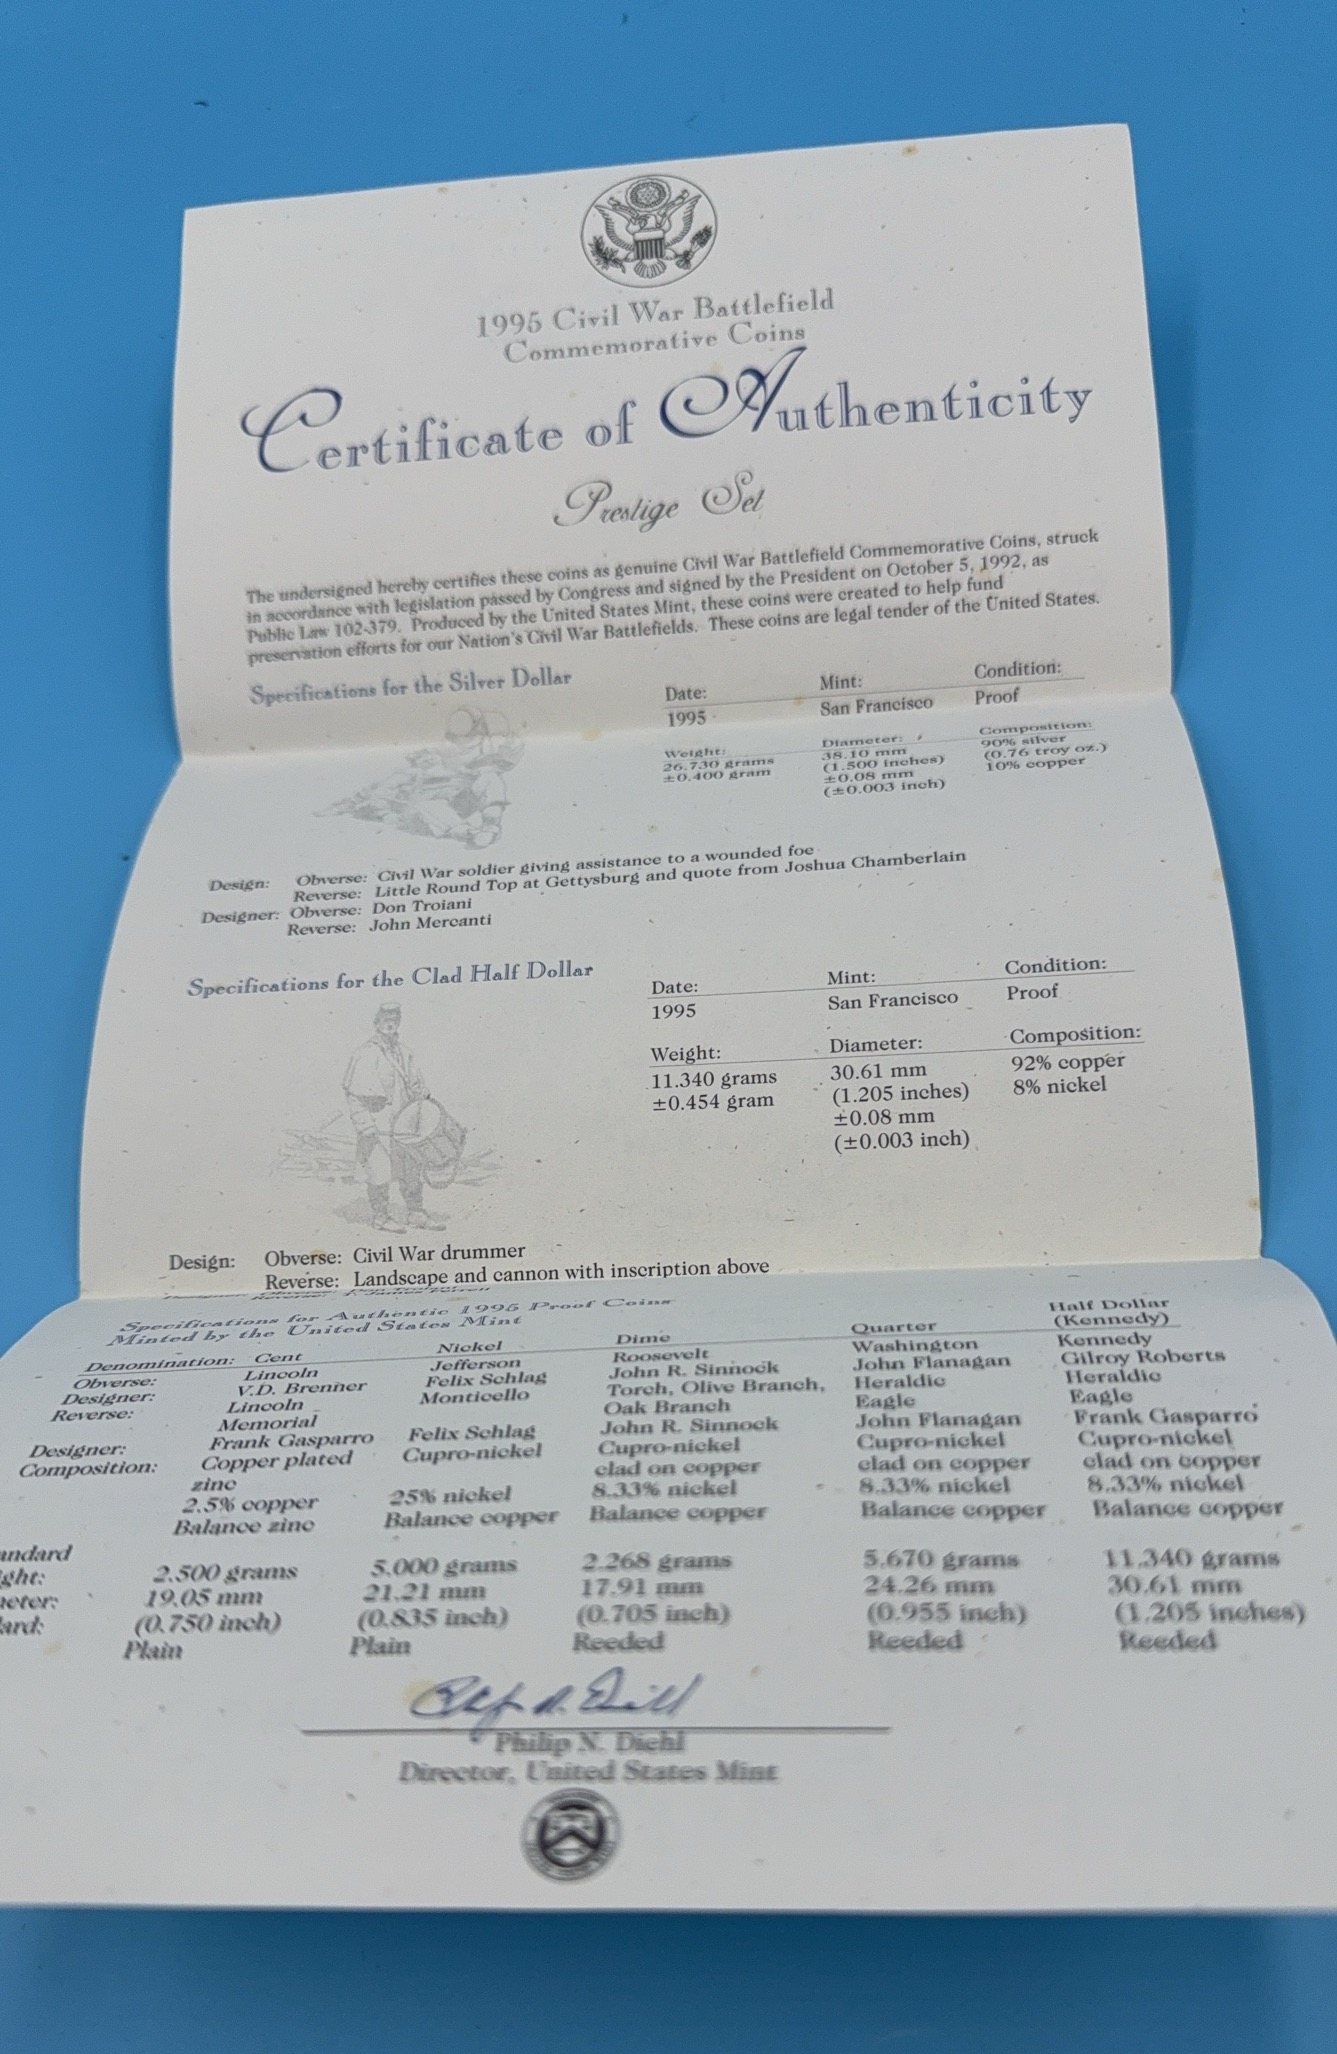 1995 Civil War Battlefield
Commemorative Coins
Certificate of Authenticity
Prestige Set
The undersigned hereby certifies these coins as genuine Civil War Battlefield Commemorative Coins, struck
in accordance with legislation passed by Congress and signed by the President on October 5, 1992, as
Public Law 102-379. Produced by the United States Mint, these coins were created to help fund
preservation efforts for our Nation's Civil War Battlefields. These coins are legal tender of the United States.
Specifications for the Silver Dollar
Date: Mint: Condition:
1995 San Francisco Proof
Weight: Diameter: Composition:
26.730 grams 38.10 mm 90% silver
±0.400 gram (1.500 inches) (0.76 troy oz.)
±0.08 mm 10% copper
(±0.003 inch)
Design: Obverse: Civil War soldier giving assistance to a wounded foe
Reverse: Little Round Top at Gettysburg and quote from Joshua Chamberlain
Designer: Obverse: Don Troiani
Reverse: John Mercanti
Specifications for the Clad Half Dollar
Date: Mint: Condition:
1995 San Francisco Proof
Weight: Diameter: Composition:
11.340 grams 30.61 mm 92% copper
±0.454 gram (1.205 inches) 8% nickel
±0.08 mm
(±0.003 inch)
Design: Obverse: Civil War drummer
Reverse: Landscape and cannon with inscription above
Specifications for Authentic 1995 Proof Coins
Minted by the United States Mint
Denomination: Cent Nickel Dime Quarter Half Dollar
(Kennedy)
Obverse: Lincoln Jefferson Roosevelt Washington Kennedy
Designer: V.D. Brenner Felix Schlag John R. Sinnock John Flanagan Gilroy Roberts
Reverse: Lincoln Monticello Torch, Olive Branch, Heraldic Heraldic
Memorial Oak Branch Eagle Eagle
Designer: Frank Gasparro Felix Schlag John R. Sinnock John Flanagan Frank Gasparro
Composition: Copper plated Cupro-nickel Cupro-nickel Cupro-nickel Cupro-nickel
zinc clad on copper clad on copper clad on copper
2.5% copper 25% nickel 8.33% nickel 8.33% nickel 8.33% nickel
Balance zinc Balance copper Balance copper Balance copper Balance copper
andard
ght: 2.500 grams 5.000 grams 2.268 grams 5.670 grams 11.340 grams
neter: 19.05 mm 21.21 mm 17.91 mm 24.26 mm 30.61 mm
ard: (0.750 inch) (0.835 inch) (0.705 inch) (0.955 inch) (1.205 inches)
Plain Plain Reeded Reeded Reeded
Philip N. Diehl
Director, United States Mint